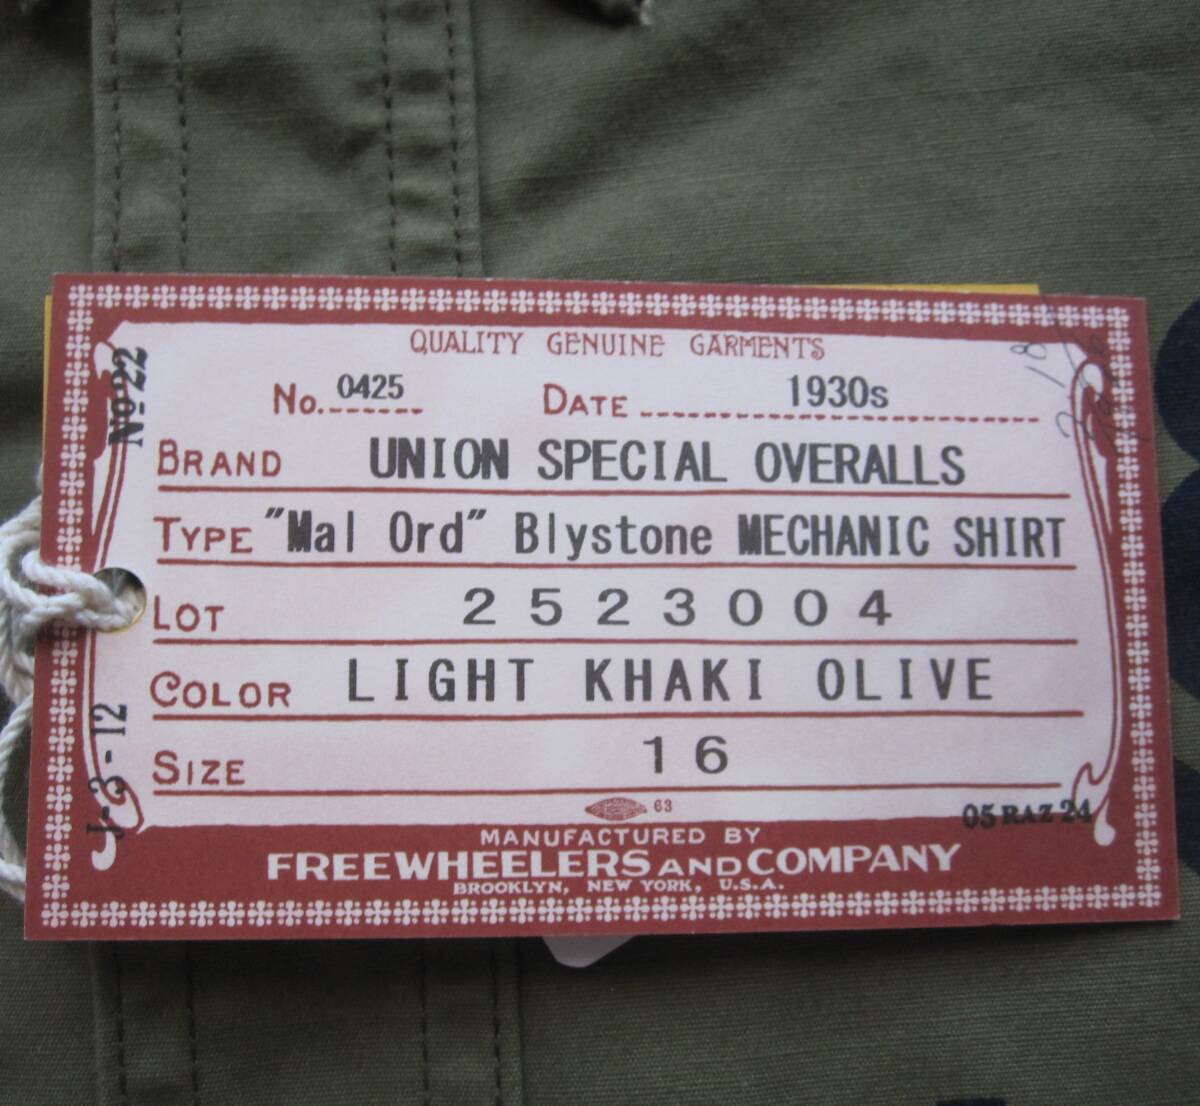 QUALITY GENUINE GARMENTS
No. 0425 DATE 1930s
BRAND UNION SPECIAL OVERALLS
TYPE "Mal Ord" Blystone MECHANIC SHIRT
LOT 2523004
COLOR LIGHT KHAKI OLIVE
SIZE 16
63
MANUFACTURED BY
FREEWHEELERS AND COMPANY
BROOKLYN, NEW YORK, U.S.A.
No 22
J-3-12
05 RAZ 24